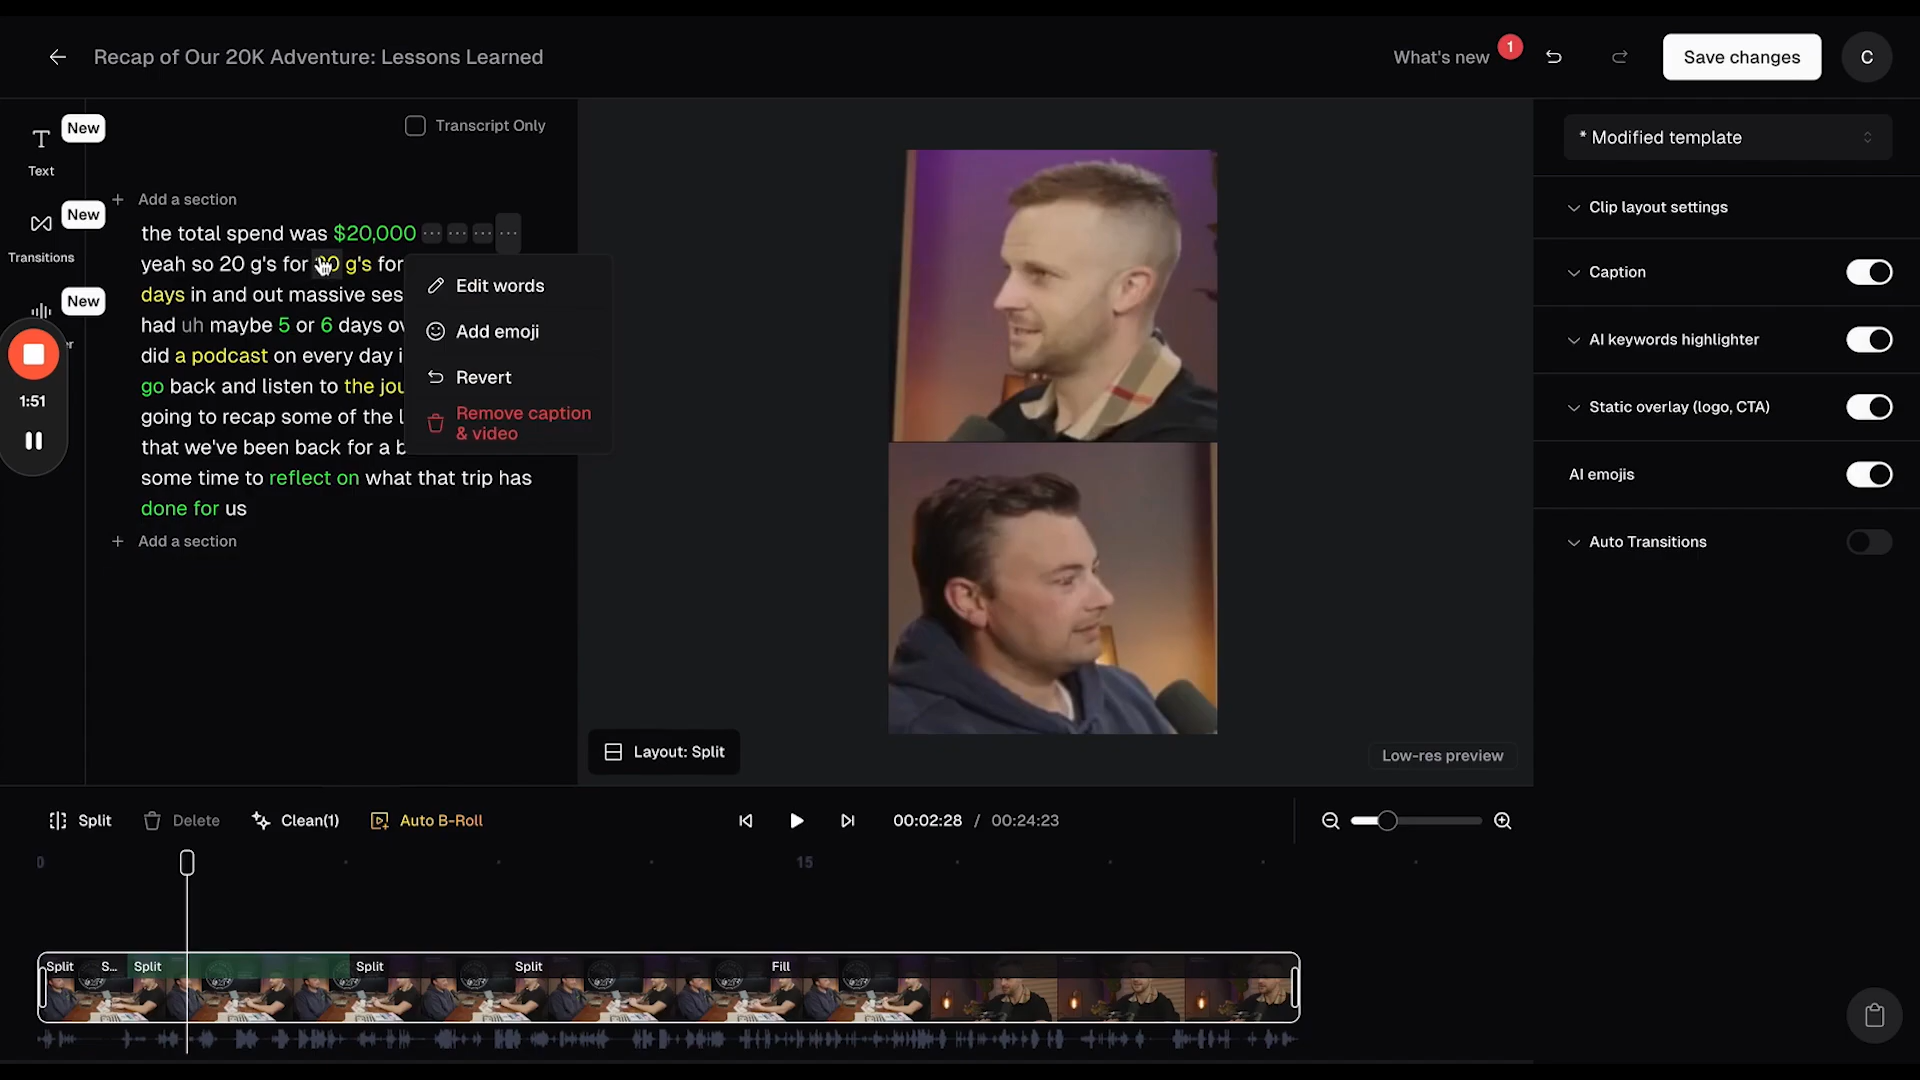 Recap of Our 20K Adventure: Lessons Learned
What's new
1
Save changes
C
New
Text
New
Transitions
New
r
1:51
Transcript Only
Add a section
the total spend was $20,000 ... ... ... ...
yeah so 20 g's for g's for
days in and out massive ses
had uh maybe 5 or 6 days ov
did a podcast on every day i
go back and listen to the jou
going to recap some of the l
that we've been back for a b
some time to reflect on what that trip has
done for us
Add a section
Edit words
Add emoji
Revert
Remove caption
& video
Layout: Split
Low-res preview
* Modified template
Clip layout settings
Caption
AI keywords highlighter
Static overlay (logo, CTA)
AI emojis
Auto Transitions
Split
Delete
Clean(1)
Auto B-Roll
00:02:28 / 00:24:23
0
15
Split
S...
Split
Split
Split
Fill